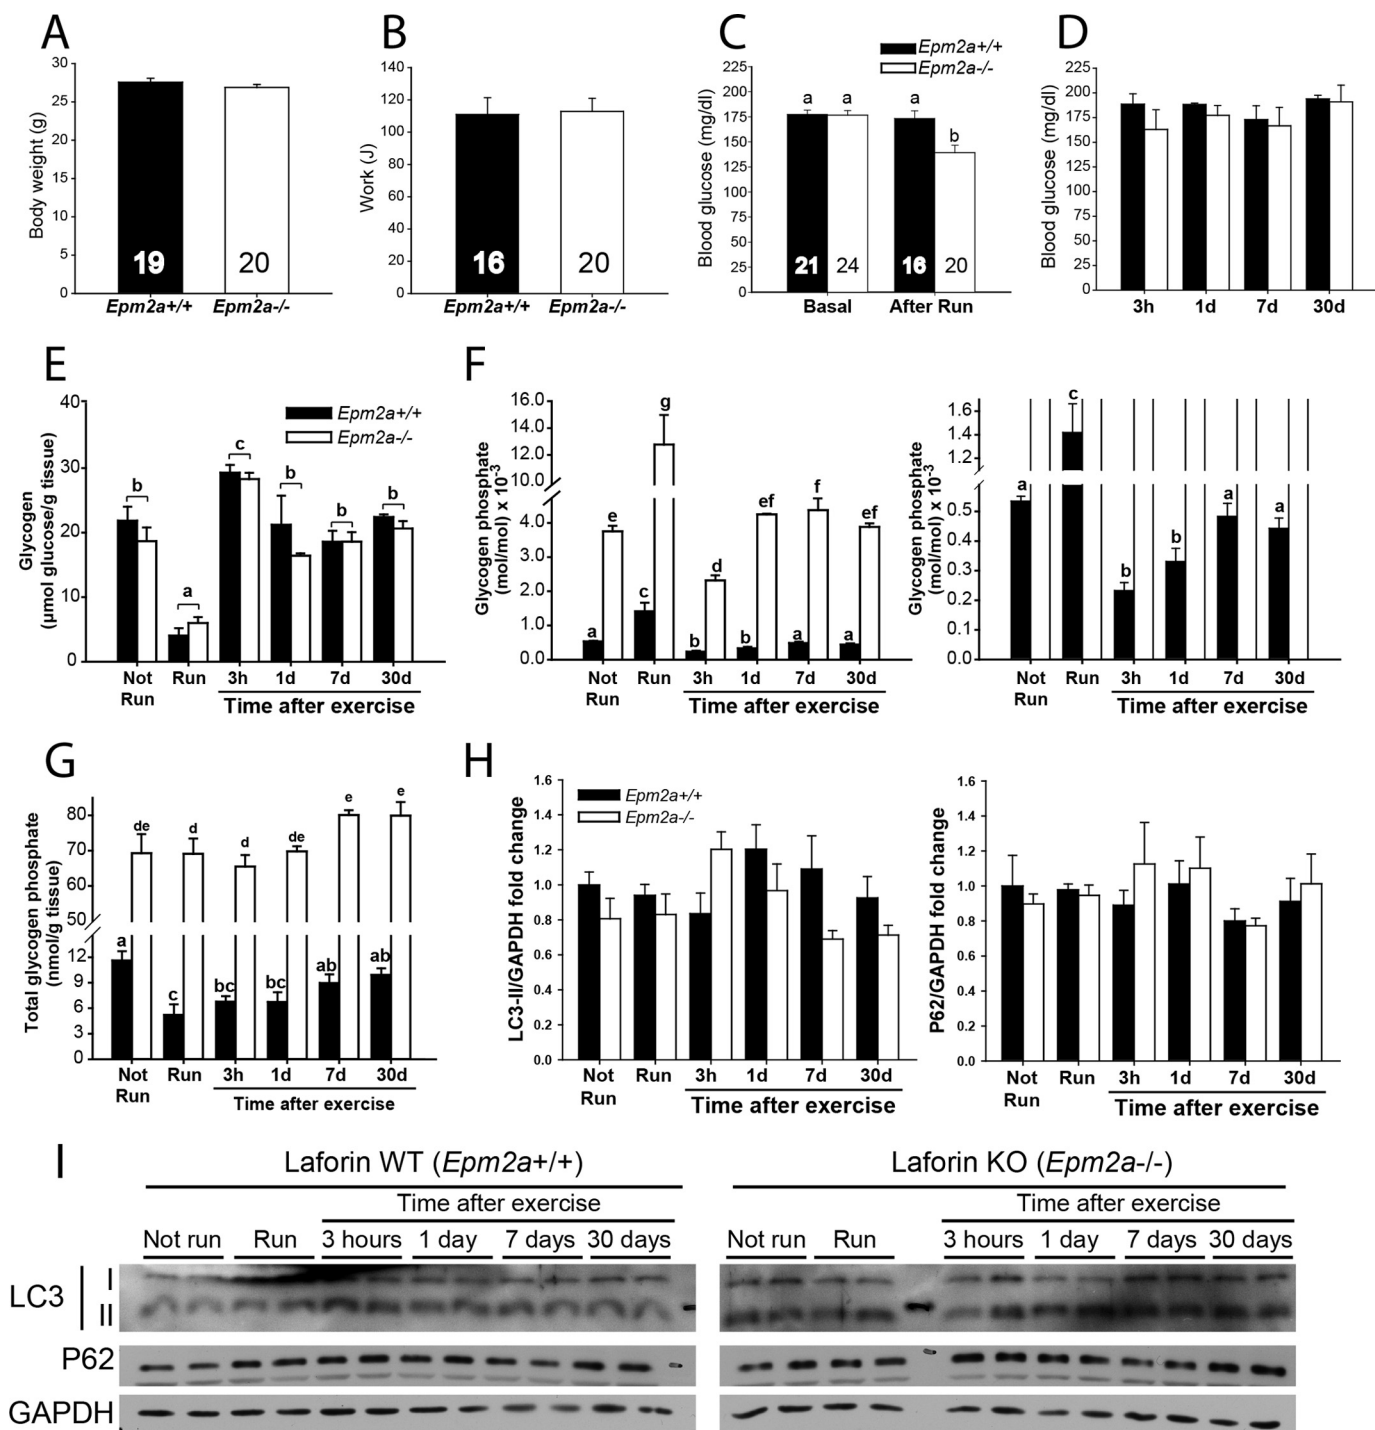 A
Body weight (g)
30
25
20
15
10
5
0
19
20
Epm2a+/+
Epm2a-/-
B
Work (J)
140
120
100
80
60
40
20
0
16
20
Epm2a+/+
Epm2a-/-
C
Epm2a+/+
Epm2a-/-
Blood glucose (mg/dl)
225
200
175
150
125
100
75
50
25
0
a
a
a
b
21
24
16
20
Basal
After Run
D
Blood glucose (mg/dl)
225
200
175
150
125
100
75
50
25
0
3h
1d
7d
30d
E
Epm2a+/+
Epm2a-/-
Glycogen
(µmol glucose/g tissue)
40
30
20
10
0
b
a
c
b
b
b
Not
Run
Run
3h
1d
7d
30d
Time after exercise
F
Glycogen phosphate
(mol/mol) x 10-3
16.0
14.0
12.0
10.0
4.0
3.0
2.0
1.0
0.0
a
e
c
g
b
d
b
ef
a
f
a
ef
Not
Run
Run
3h
1d
7d
30d
Time after exercise
Glycogen phosphate
(mol/mol) x 10-3
1.6
1.4
1.2
0.5
0.4
0.3
0.2
0.1
0.0
a
c
b
b
a
a
Not
Run
Run
3h
1d
7d
30d
Time after exercise
G
Total glycogen phosphate
(nmol/g tissue)
80
70
60
50
12
9
6
3
0
a
de
c
d
bc
d
bc
de
ab
e
ab
e
Not
Run
Run
3h
1d
7d
30d
Time after exercise
H
Epm2a+/+
Epm2a-/-
LC3-II/GAPDH fold change
1.6
1.4
1.2
1.0
0.8
0.6
0.4
0.2
0.0
Not
Run
Run
3h
1d
7d
30d
Time after exercise
P62/GAPDH fold change
1.6
1.4
1.2
1.0
0.8
0.6
0.4
0.2
0.0
Not
Run
Run
3h
1d
7d
30d
Time after exercise
I
Laforin WT (Epm2a+/+)
Laforin KO (Epm2a-/-)
Time after exercise
Time after exercise
Not run
Run
3 hours
1 day
7 days
30 days
Not run
Run
3 hours
1 day
7 days
30 days
LC3
I
II
P62
GAPDH